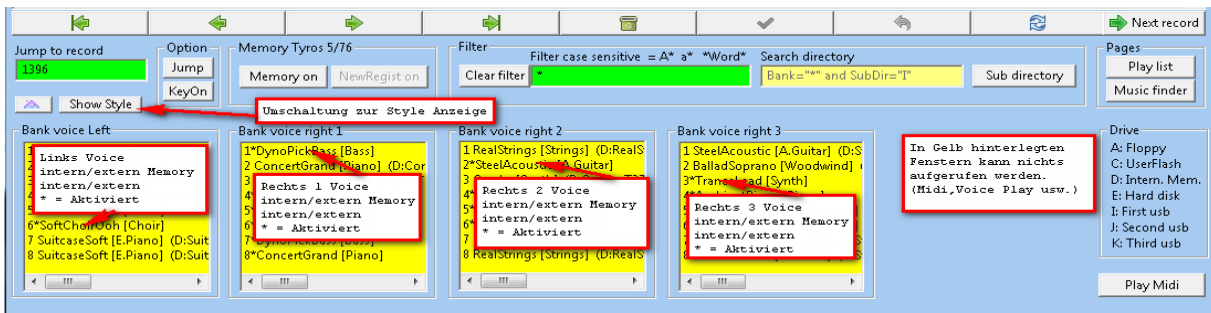 Next record
Jump to record
1396
Show Style
Option
Jump
KeyOn
Memory Tyros 5/76
Memory on
NewRegist on
Filter
Filter case sensitive = A* a* *Word*
Search directory
Clear filter
*
Bank="*" and SubDir="I"
Sub directory
Pages
Play list
Music finder
Umschaltung zur Style Anzeige
Bank voice Left
Links Voice
intern/extern Memory
intern/extern
* = Aktiviert
6*SoftChoirOoh [Choir]
7 SuitcaseSoft [E.Piano] (D:Suit
8 SuitcaseSoft [E.Piano] (D:Suit
Bank voice right 1
1*DynoPickBass [Bass]
2 ConcertGrand [Piano] (D:Cor
Rechts 1 Voice
intern/extern Memory
intern/extern
* = Aktiviert
7*DynoPickBass [Bass]
8*ConcertGrand [Piano]
Bank voice right 2
1 RealStrings [Strings] (D:RealS
2*SteelAcoustic [A.Guitar]
Rechts 2 Voice
intern/extern Memory
intern/extern
* = Aktiviert
8 RealStrings [Strings] (D:RealS
Bank voice right 3
1 SteelAcoustic [A.Guitar] (D:S
2 BalladSoprano [Woodwind]
3*Trancelead [Synth]
Rechts 3 Voice
intern/extern Memory
intern/extern
* = Aktiviert
In Gelb hinterlegten
Fenstern kann nichts
aufgerufen werden.
(Midi,Voice Play usw.)
Drive
A: Floppy
C: UserFlash
D: Intern. Mem.
E: Hard disk
I: First usb
J: Second usb
K: Third usb
Play Midi